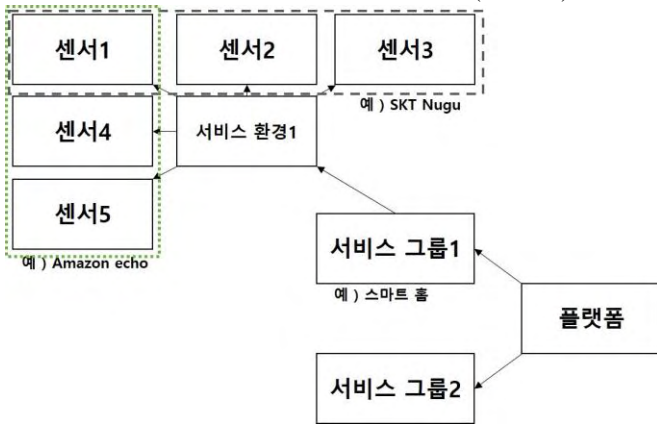 센서1
센서2
센서3
예 ) SKT Nugu
센서4
서비스 환경1
센서5
예 ) Amazon echo
서비스 그룹1
예 ) 스마트 홈
플랫폼
서비스 그룹2